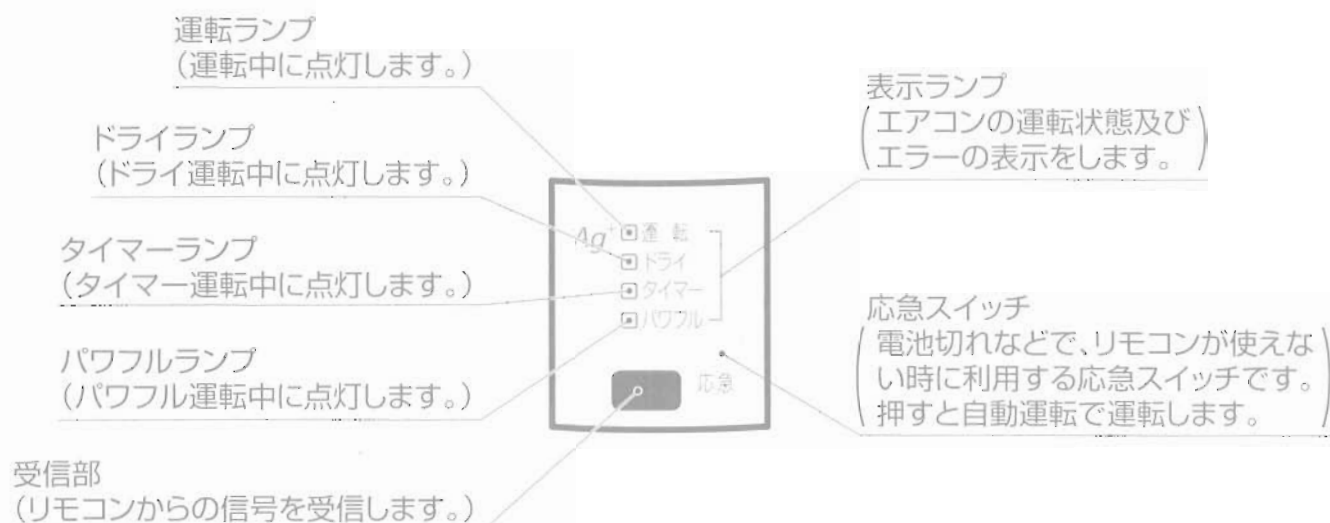 運転ランプ
(運転中に点灯します。)
ドライランプ
(ドライ運転中に点灯します。)
タイマーランプ
(タイマー運転中に点灯します。)
パワフルランプ
(パワフル運転中に点灯します。)
受信部
(リモコンからの信号を受信します。)
Ag+
運転
ドライ
タイマー
パワフル
応急
表示ランプ
(エアコンの運転状態及び
エラーの表示をします。)
応急スイッチ
(電池切れなどで、リモコンが使えな
い時に利用する応急スイッチです。
押すと自動運転で運転します。)